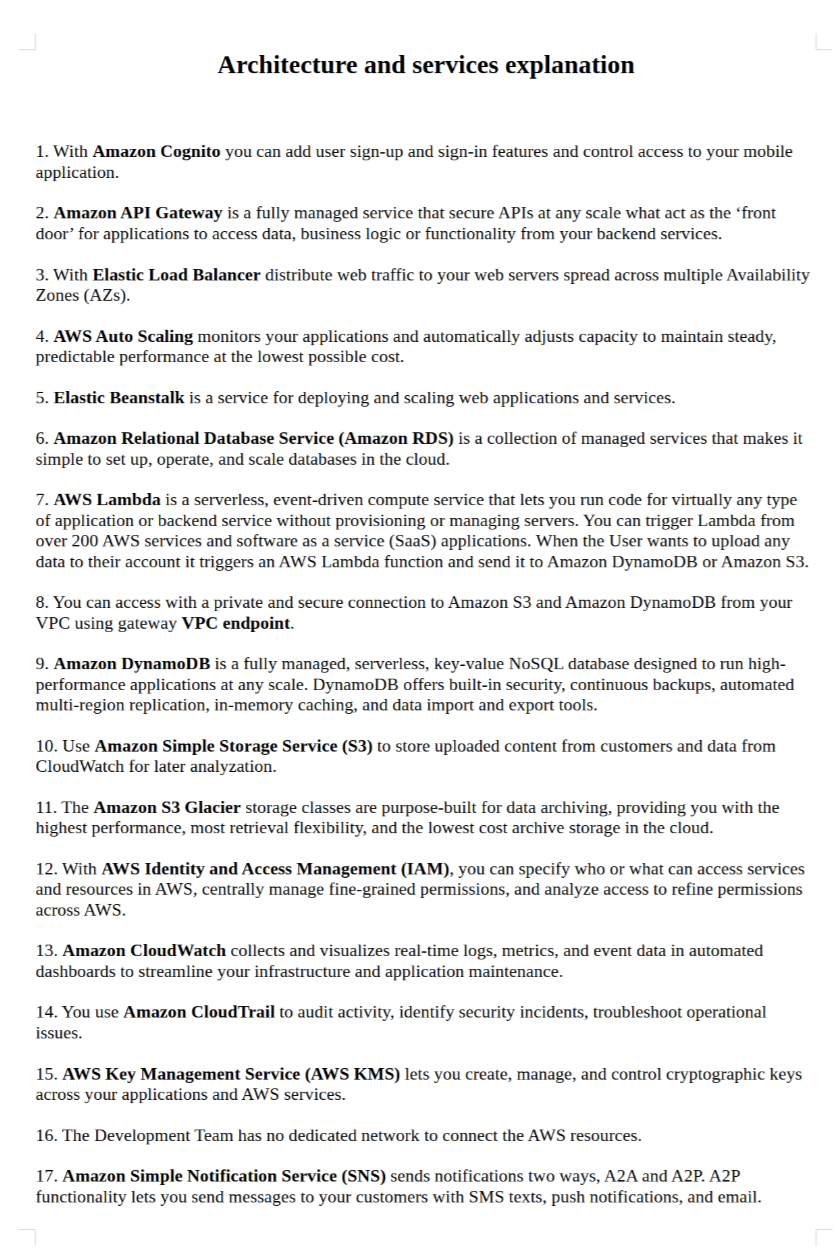 Architecture and services explanation
1. With Amazon Cognito you can add user sign-up and sign-in features and control access to your mobile
application.
2. Amazon API Gateway is a fully managed service that secure APIs at any scale what act as the ‘front
door’ for applications to access data, business logic or functionality from your backend services.
3. With Elastic Load Balancer distribute web traffic to your web servers spread across multiple Availability
Zones (AZs).
4. AWS Auto Scaling monitors your applications and automatically adjusts capacity to maintain steady,
predictable performance at the lowest possible cost.
5. Elastic Beanstalk is a service for deploying and scaling web applications and services.
6. Amazon Relational Database Service (Amazon RDS) is a collection of managed services that makes it
simple to set up, operate, and scale databases in the cloud.
7. AWS Lambda is a serverless, event-driven compute service that lets you run code for virtually any type
of application or backend service without provisioning or managing servers. You can trigger Lambda from
over 200 AWS services and software as a service (SaaS) applications. When the User wants to upload any
data to their account it triggers an AWS Lambda function and send it to Amazon DynamoDB or Amazon S3.
8. You can access with a private and secure connection to Amazon S3 and Amazon DynamoDB from your
VPC using gateway VPC endpoint.
9. Amazon DynamoDB is a fully managed, serverless, key-value NoSQL database designed to run high-
performance applications at any scale. DynamoDB offers built-in security, continuous backups, automated
multi-region replication, in-memory caching, and data import and export tools.
10. Use Amazon Simple Storage Service (S3) to store uploaded content from customers and data from
CloudWatch for later analyzation.
11. The Amazon S3 Glacier storage classes are purpose-built for data archiving, providing you with the
highest performance, most retrieval flexibility, and the lowest cost archive storage in the cloud.
12. With AWS Identity and Access Management (IAM), you can specify who or what can access services
and resources in AWS, centrally manage fine-grained permissions, and analyze access to refine permissions
across AWS.
13. Amazon CloudWatch collects and visualizes real-time logs, metrics, and event data in automated
dashboards to streamline your infrastructure and application maintenance.
14. You use Amazon CloudTrail to audit activity, identify security incidents, troubleshoot operational
issues.
15. AWS Key Management Service (AWS KMS) lets you create, manage, and control cryptographic keys
across your applications and AWS services.
16. The Development Team has no dedicated network to connect the AWS resources.
17. Amazon Simple Notification Service (SNS) sends notifications two ways, A2A and A2P. A2P
functionality lets you send messages to your customers with SMS texts, push notifications, and email.